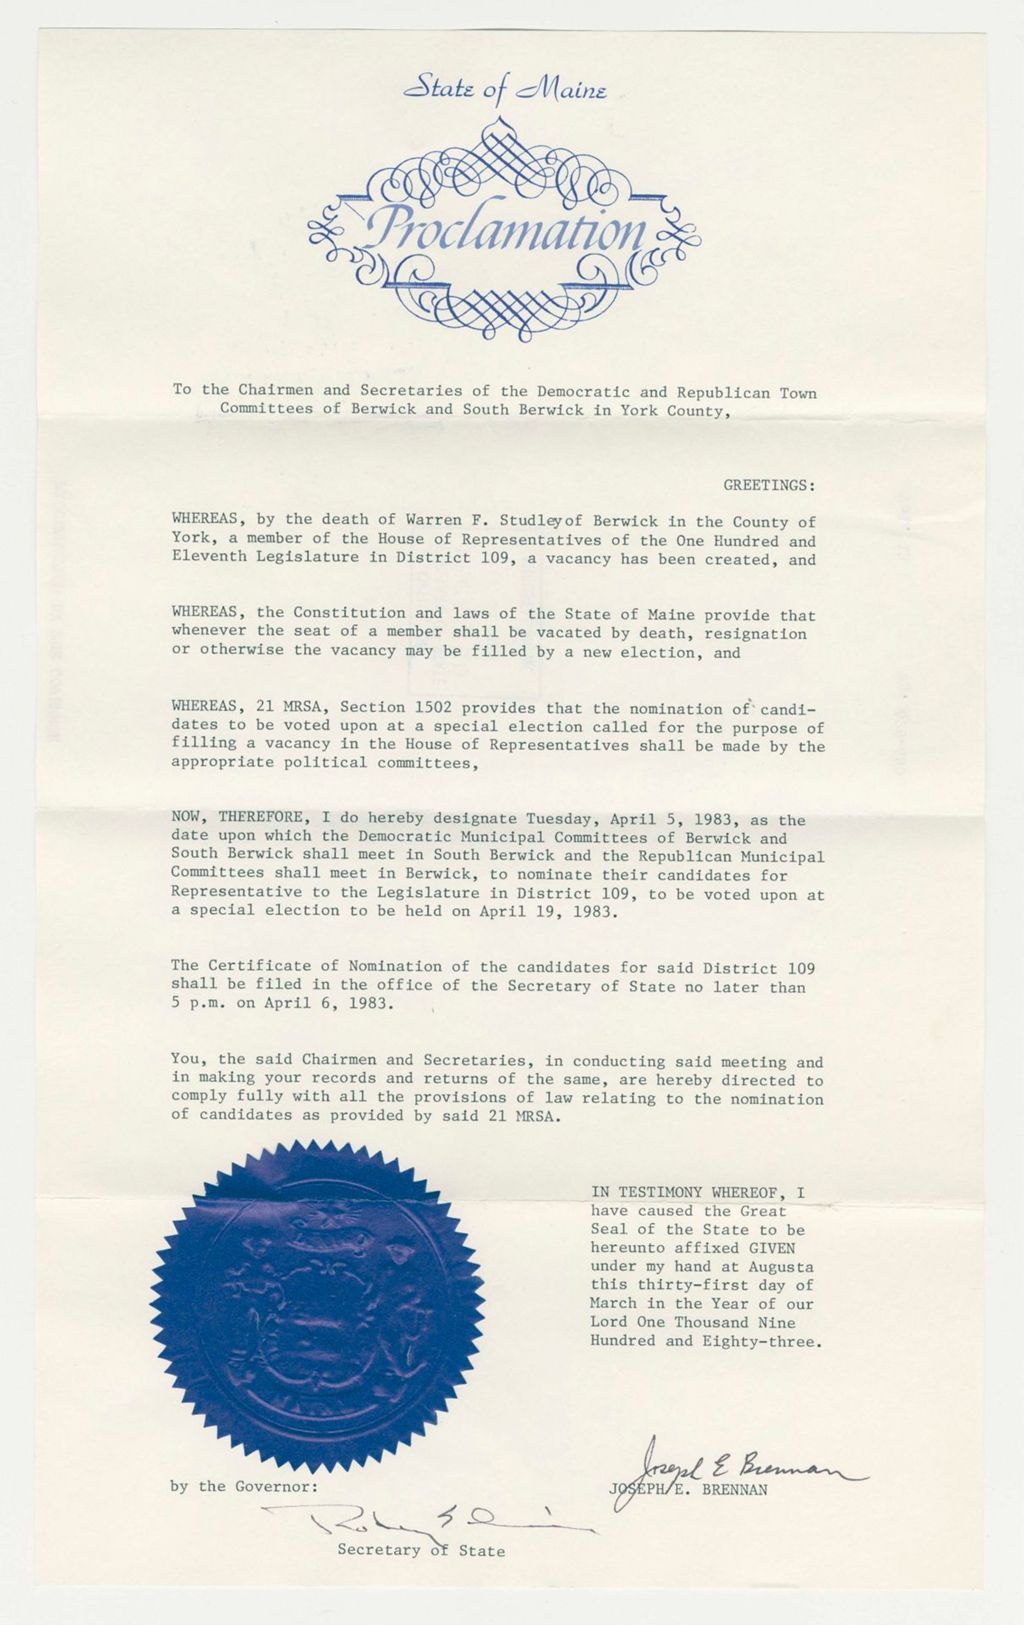 State of Maine
Proclamation
To the Chairmen and Secretaries of the Democratic and Republican Town
Committees of Berwick and South Berwick in York County,
GREETINGS:
WHEREAS, by the death of Warren F. Studleyof Berwick in the County of
York, a member of the House of Representatives of the One Hundred and
Eleventh Legislature in District 109, a vacancy has been created, and
WHEREAS, the Constitution and laws of the State of Maine provide that
whenever the seat of a member shall be vacated by death, resignation
or otherwise the vacancy may be filled by a new election, and
WHEREAS, 21 MRSA, Section 1502 provides that the nomination of candi-
dates to be voted upon at a special election called for the purpose of
filling a vacancy in the House of Representatives shall be made by the
appropriate political committees,
NOW, THEREFORE, I do hereby designate Tuesday, April 5, 1983, as the
date upon which the Democratic Municipal Committees of Berwick and
South Berwick shall meet in South Berwick and the Republican Municipal
Committees shall meet in Berwick, to nominate their candidates for
Representative to the Legislature in District 109, to be voted upon at
a special election to be held on April 19, 1983.
The Certificate of Nomination of the candidates for said District 109
shall be filed in the office of the Secretary of State no later than
5 p.m. on April 6, 1983.
You, the said Chairmen and Secretaries, in conducting said meeting and
in making your records and returns of the same, are hereby directed to
comply fully with all the provisions of law relating to the nomination
of candidates as provided by said 21 MRSA.
IN TESTIMONY WHEREOF, I
have caused the Great
Seal of the State to be
hereunto affixed GIVEN
under my hand at Augusta
this thirty-first day of
March in the Year of our
Lord One Thousand Nine
Hundred and Eighty-three.
Joseph E Brennan
JOSEPH E. BRENNAN
by the Governor:
Secretary of State